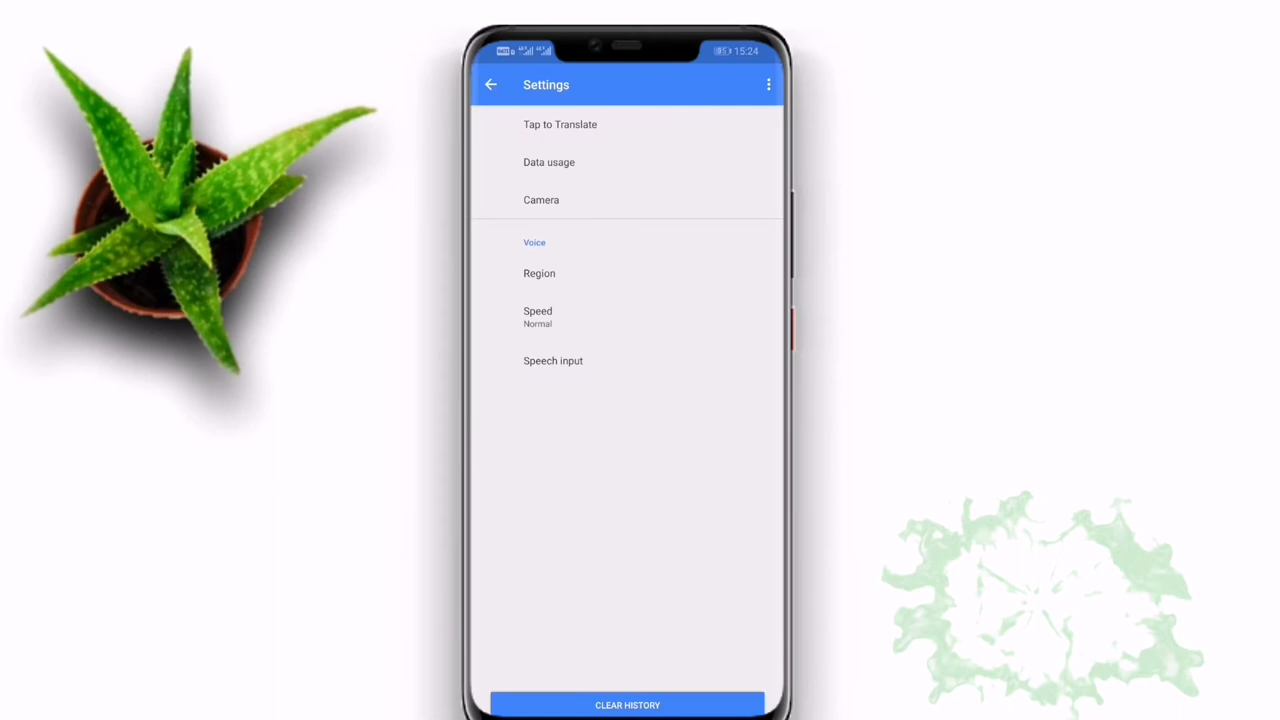 15:24
Settings
Tap to Translate
Data usage
Camera
Voice
Region
Speed
Normal
Speech input
CLEAR HISTORY